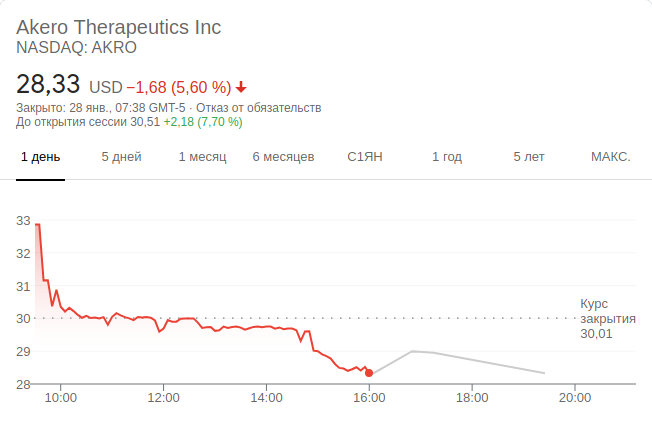 Akero Therapeutics Inc
NASDAQ: AKRO
28,33 USD −1,68 (5,60 %)
Закрыто: 28 янв., 07:38 GMT-5 · Отказ от обязательств
До открытия сессии 30,51 +2,18 (7,70 %)
1 день 5 дней 1 месяц 6 месяцев С1ЯН 1 год 5 лет МАКС.
33
32
31
30
29
28
Курс
закрытия
30,01
10:00 12:00 14:00 16:00 18:00 20:00